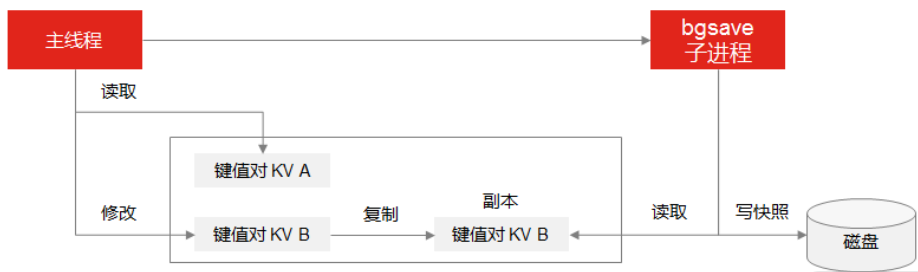 主线程
bgsave
子进程
读取
键值对 KV A
修改
键值对 KV B
复制
副本
键值对 KV B
读取
写快照
磁盘